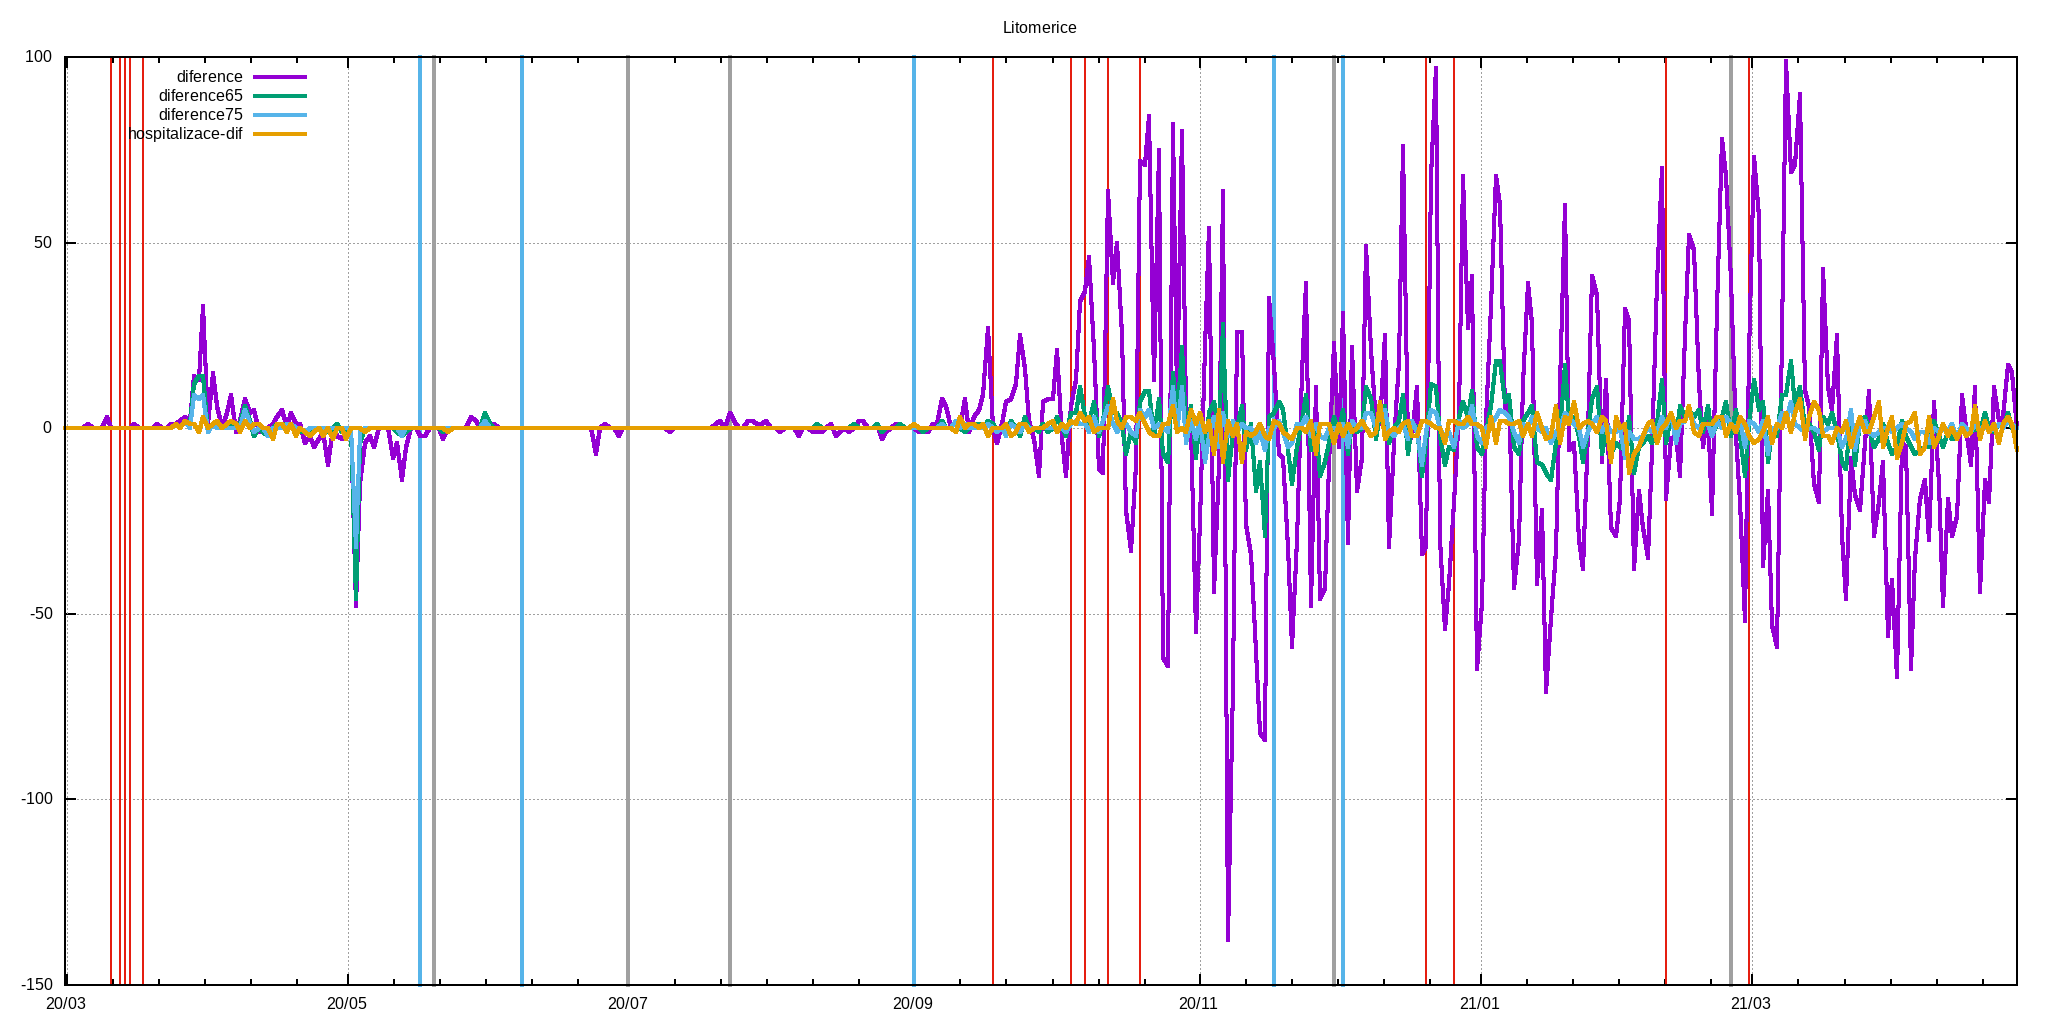 Litomerice
100
diference
diference65
diference75
hospitalizace-dif
50
0
-50
-100
-150
20/03 20/05 20/07 20/09 20/11 21/01 21/03